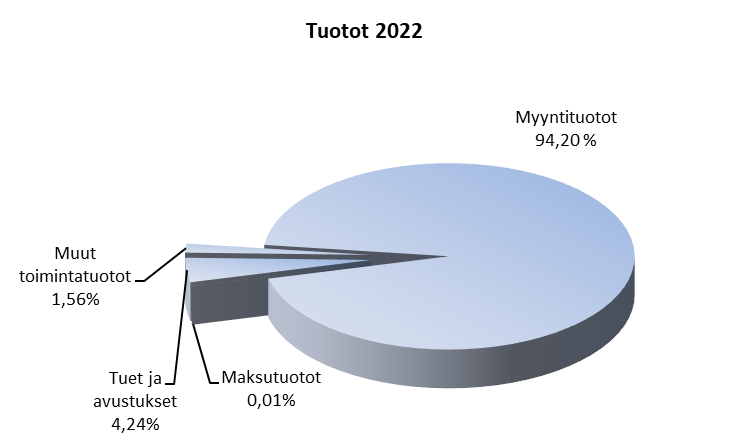 Tuotot 2022
Myyntituotot
94,20 %
Muut
toimintatuotot
1,56%
Tuet ja
avustukset
4,24%
Maksutuotot
0,01%